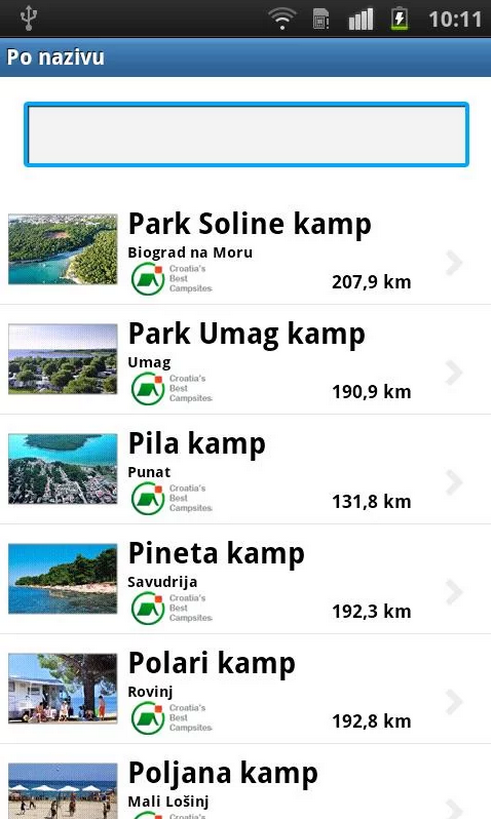 10:11
Po nazivu
Park Soline kamp
Biograd na Moru
Croatia's
Best
Campsites
207,9 km
Park Umag kamp
Umag
Croatia's
Best
Campsites
190,9 km
Pila kamp
Punat
Croatia's
Best
Campsites
131,8 km
Pineta kamp
Savudrija
Croatia's
Best
Campsites
192,3 km
Polari kamp
Rovinj
Croatia's
Best
Campsites
192,8 km
Poljana kamp
Mali Lošinj
Croatia's